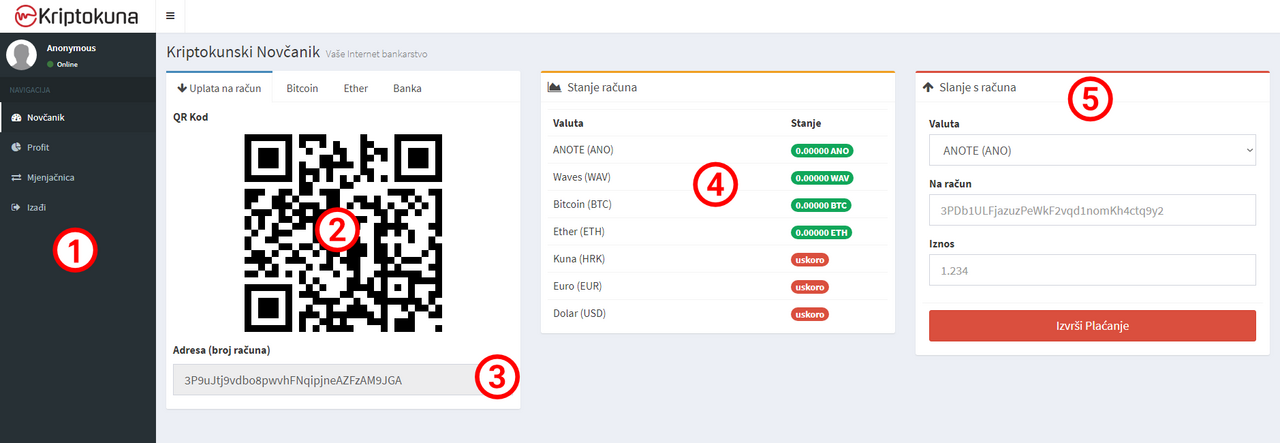 Kriptokuna
Anonymous
Online
NAVIGACIJA
Novčanik
Profit
Mjenjačnica
Izađi
1
Kriptokunski Novčanik Vaše Internet bankarstvo
Uplata na račun Bitcoin Ether Banka
QR Kod
2
Adresa (broj računa)
3P9uJtj9vdbo8pwvhFNqipjneAZFzAM9JGA
3
Stanje računa
Valuta Stanje
ANOTE (ANO) 0.00000 ANO
Waves (WAV) 0.00000 WAV
4
Bitcoin (BTC) 0.00000 BTC
Ether (ETH) 0.00000 ETH
Kuna (HRK) uskoro
Euro (EUR) uskoro
Dolar (USD) uskoro
Slanje s računa
5
Valuta
ANOTE (ANO)
Na račun
3PDb1ULFjazuzPeWkF2vqd1nomKh4ctq9y2
Iznos
1.234
Izvrši Plaćanje